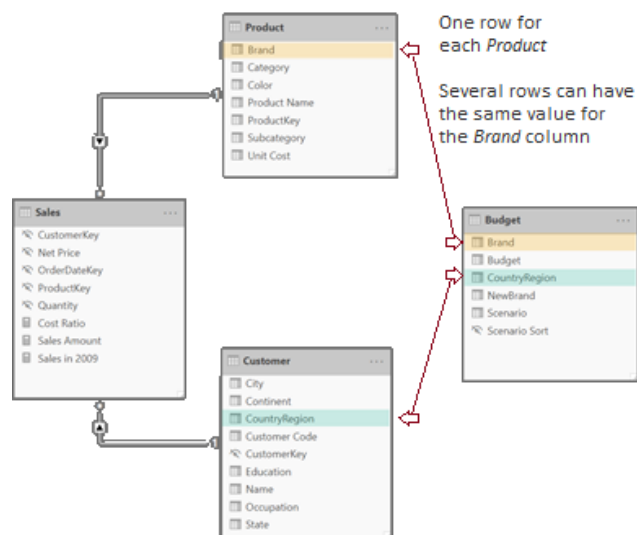 Product
Brand
Category
Color
Product Name
ProductKey
Subcategory
Unit Cost
One row for
each Product
Several rows can have
the same value for
the Brand column
Sales
CustomerKey
Net Price
OrderDateKey
ProductKey
Quantity
Cost Ratio
Sales Amount
Sales in 2009
Budget
Brand
Budget
CountryRegion
NewBrand
Scenario
Scenario Sort
Customer
City
Continent
CountryRegion
Customer Code
CustomerKey
Education
Name
Occupation
State